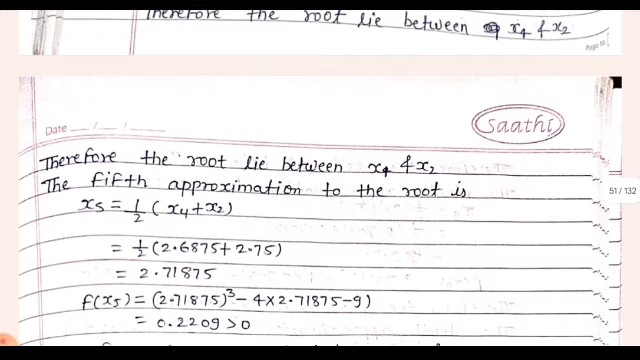 Therefore the root lie between x₄ & x₂
Page No
Date
Saathi
Therefore the root lie between x₄ & x₂
The fifth approximation to the root is
x₅ = 1/2 ( x₄ + x₂)
= 1/2 (2.6875 + 2.75)
= 2.71875
f(x₅) = (2.71875)³ - 4 × 2.71875 - 9)
= 0.2209 > 0
51 / 132